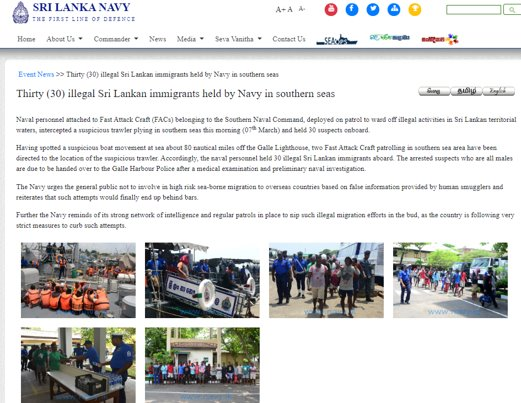 SRI LANKA NAVY
THE FIRST LINE OF DEFENCE
A+ A A-
Home About Us Commander News Media Seva Vanitha Contact Us
Event News >> Thirty (30) illegal Sri Lankan immigrants held by Navy in southern seas
Thirty (30) illegal Sri Lankan immigrants held by Navy in southern seas
සිංහල தமிழ் English
Naval personnel attached to Fast Attack Craft (FACs) belonging to the Southern Naval Command, deployed on patrol to ward off illegal activities in Sri Lankan territorial
waters, intercepted a suspicious trawler plying in southern seas this morning (07th March) and held 30 suspects onboard.
Having spotted a suspicious boat movement at sea about 80 nautical miles off the Galle Lighthouse, two Fast Attack Craft patrolling in southern sea area have been
directed to the location of the suspicious trawler. Accordingly, the naval personnel held 30 illegal Sri Lankan immigrants aboard. The arrested suspects who are all males
are due to be handed over to the Galle Harbour Police after a medical examination and preliminary naval investigation.
The Navy urges the general public not to involve in high risk sea-borne migration to overseas countries based on false information provided by human smugglers and
reiterates that such attempts would finally end up behind bars.
Further the Navy reminds of its strong network of intelligence and regular patrols in place to nip such illegal migration efforts in the bud, as the country is following very
strict measures to curb such attempts.